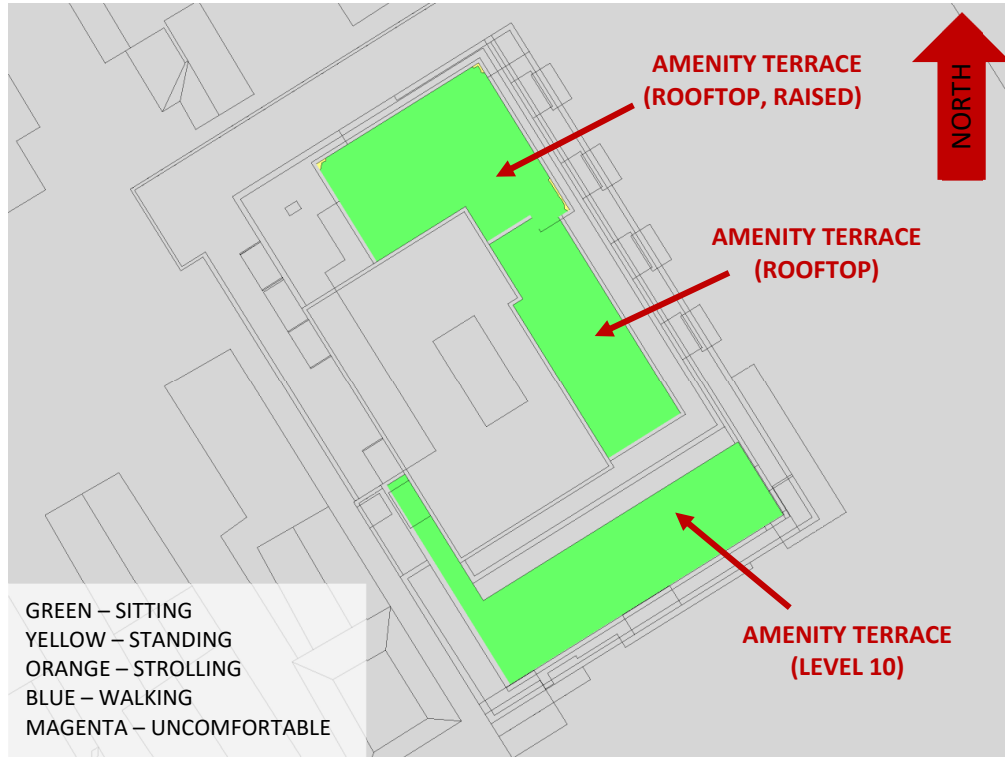 AMENITY TERRACE
(ROOFTOP, RAISED)
NORTH
AMENITY TERRACE
(ROOFTOP)
AMENITY TERRACE
(LEVEL 10)
GREEN – SITTING
YELLOW – STANDING
ORANGE – STROLLING
BLUE – WALKING
MAGENTA – UNCOMFORTABLE